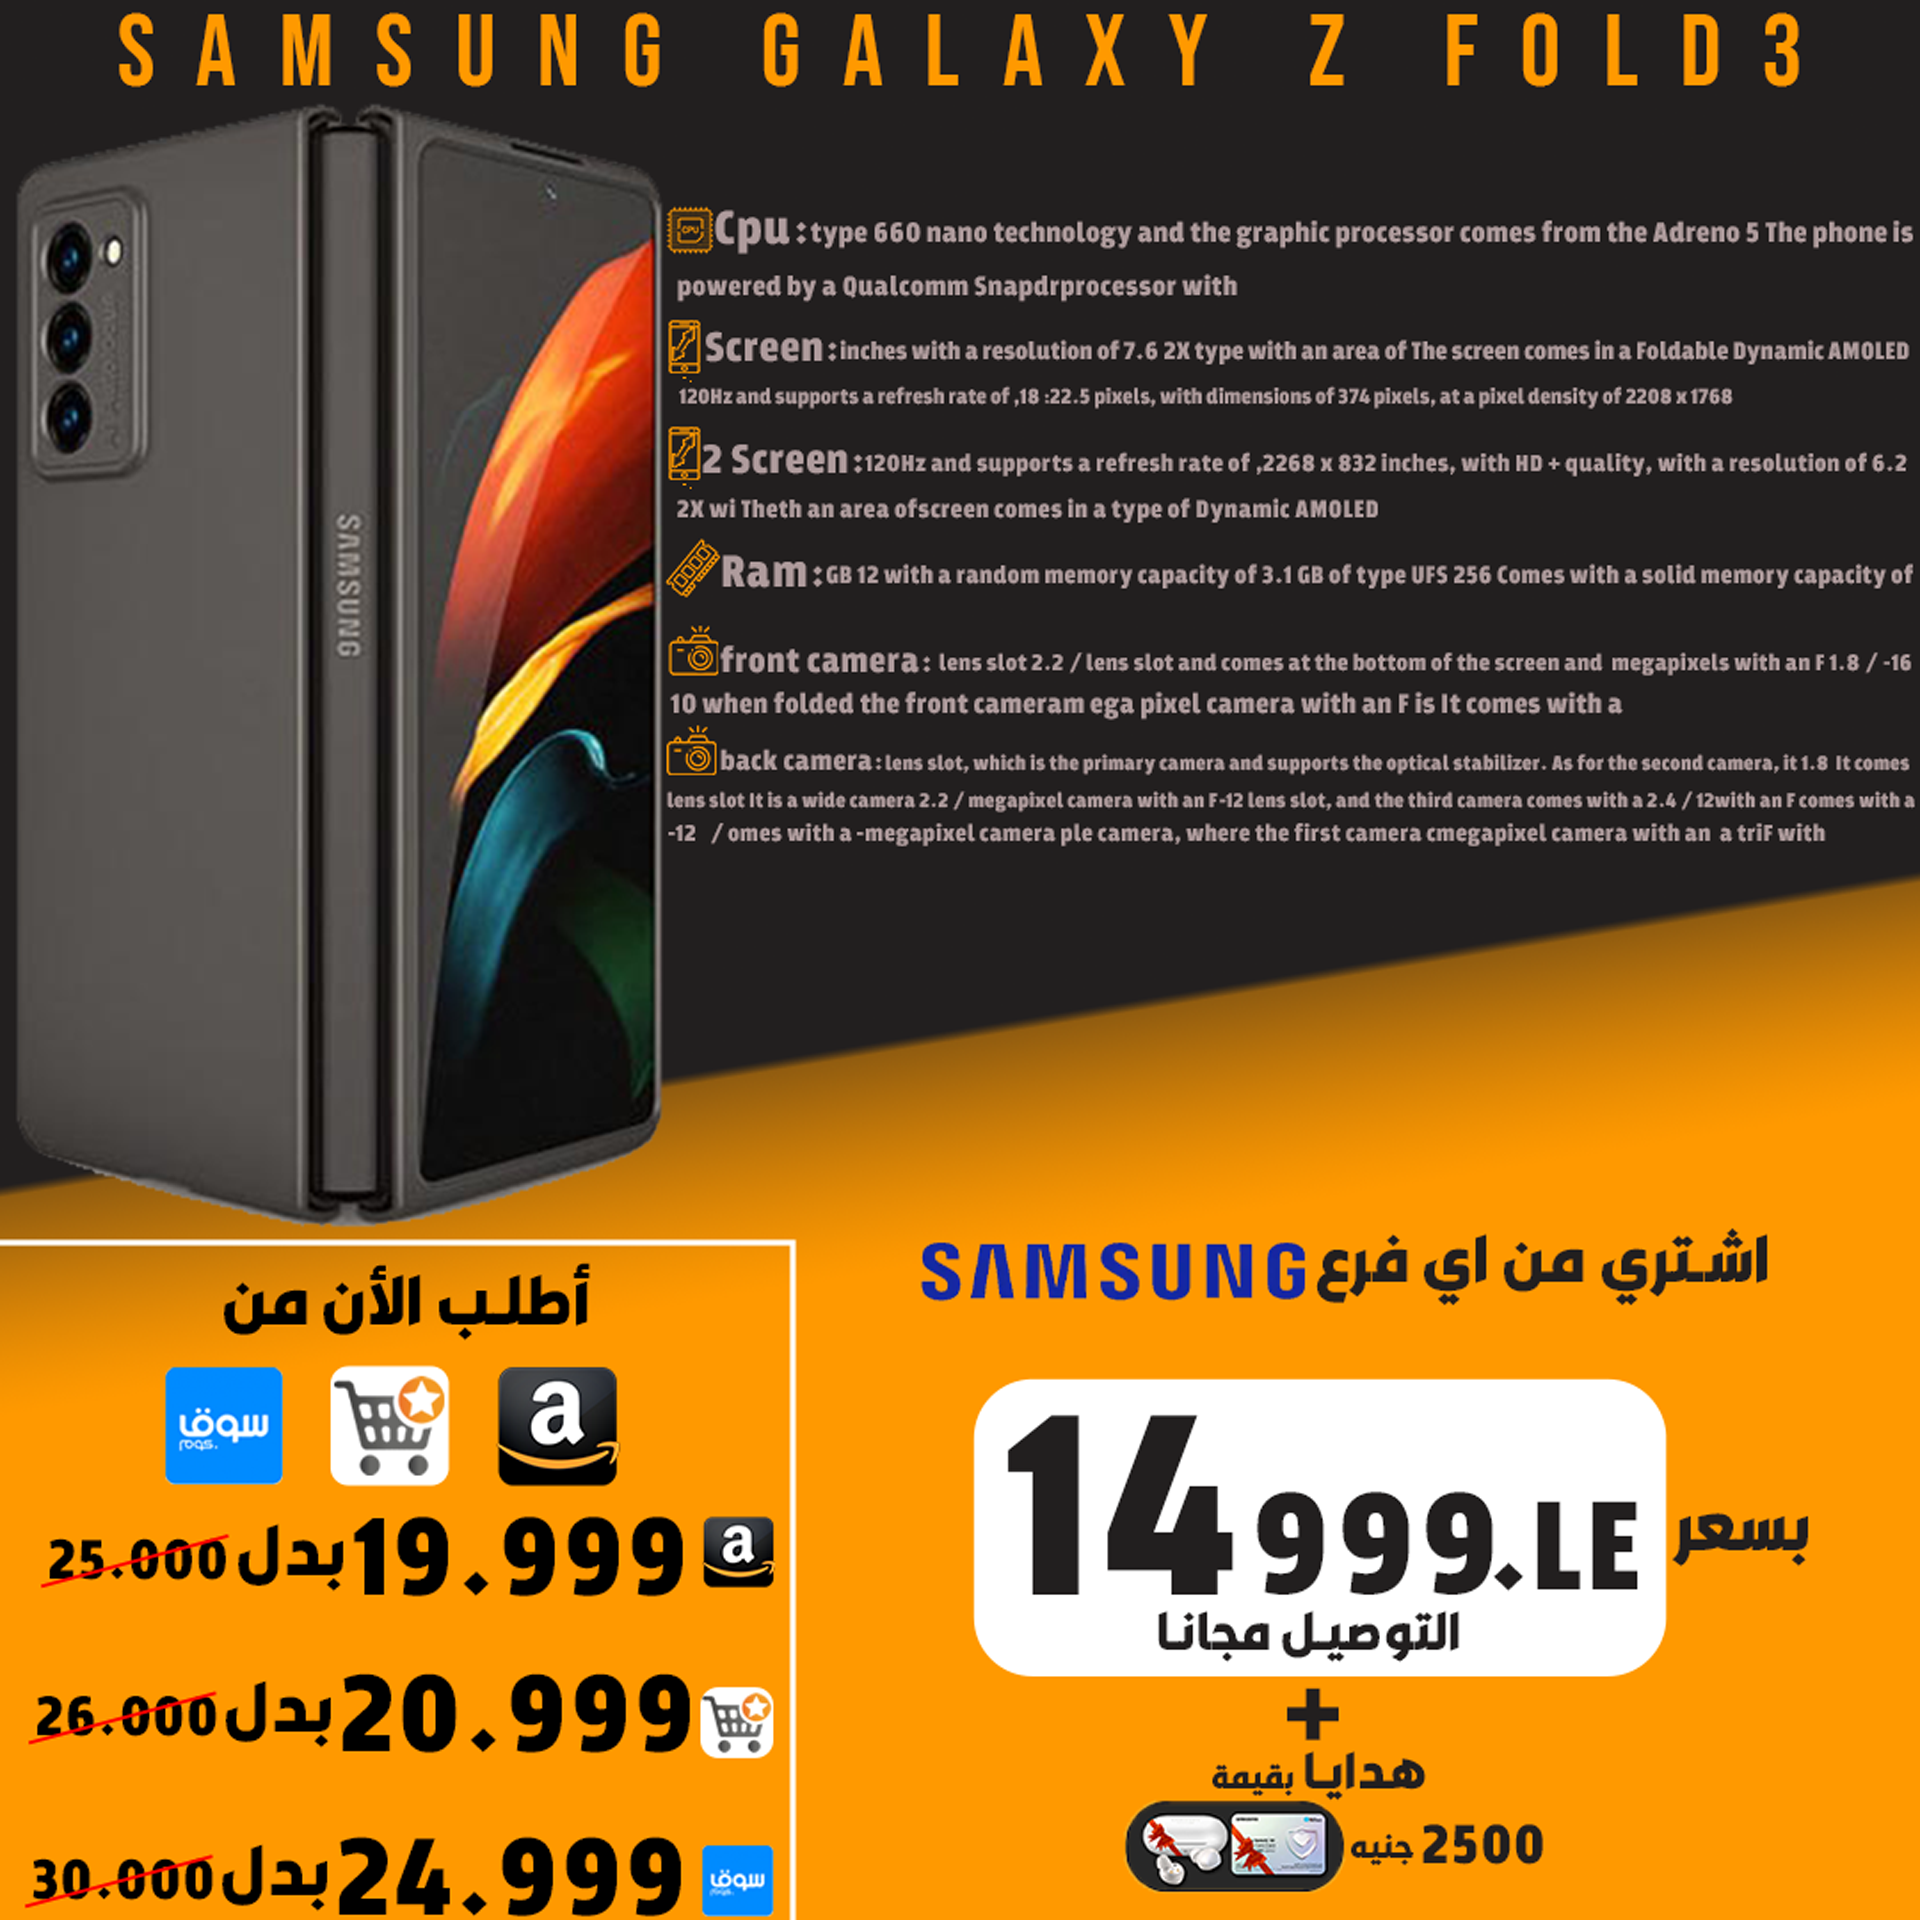 SAMSUNG GALAXY Z FOLD3
Cpu : type 660 nano technology and the graphic processor comes from the Adreno 5 The phone is
powered by a Qualcomm Snapdrprocessor with
Screen : inches with a resolution of 7.6 2X type with an area of The screen comes in a Foldable Dynamic AMOLED
120Hz and supports a refresh rate of ,18 :22.5 pixels, with dimensions of 374 pixels, at a pixel density of 2208 x 1768
2 Screen : 120Hz and supports a refresh rate of ,2268 x 832 inches, with HD + quality, with a resolution of 6.2
2X wi Theth an area ofscreen comes in a type of Dynamic AMOLED
Ram : GB 12 with a random memory capacity of 3.1 GB of type UFS 256 Comes with a solid memory capacity of
front camera : lens slot 2.2 / lens slot and comes at the bottom of the screen and megapixels with an F 1.8 / -16
10 when folded the front cameram ega pixel camera with an F is It comes with a
back camera : lens slot, which is the primary camera and supports the optical stabilizer. As for the second camera, it 1.8 It comes
lens slot It is a wide camera 2.2 / megapixel camera with an F-12 lens slot, and the third camera comes with a 2.4 / 12with an F comes with a
-12 / omes with a -megapixel camera ple camera, where the first camera cmegapixel camera with an a triF with
CPU
SAMSUNG
اشتري من اي فرع SAMSUNG
بسعر 14999.LE
التوصيل مجانا
+
هدايا بقيمة
2500 جنيه
أطلب الأن من
a
سوق
19.999 بدل 25.000
20.999 بدل 26.000
24.999 بدل 30.000
a
سوق